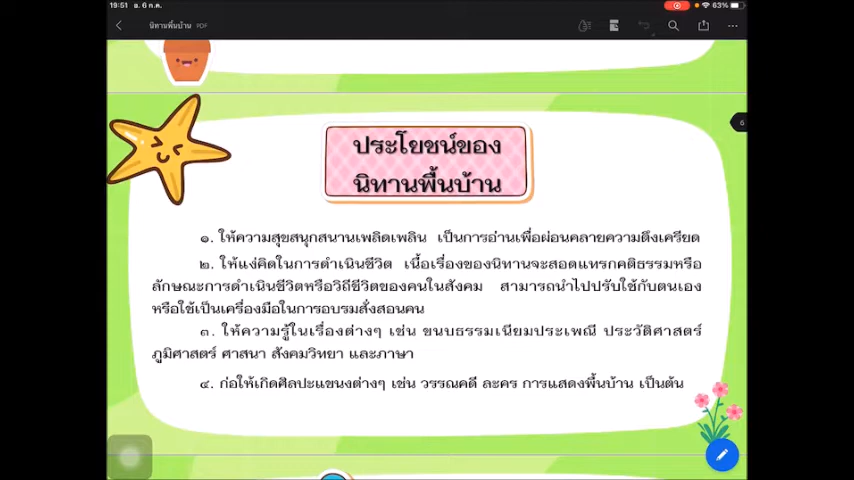 19:51 อ. 6 ก.ค.
63%
นิทานพื้นบ้าน PDF
6
ประโยชน์ของ
นิทานพื้นบ้าน
๑. ให้ความสุขสนุกสนานเพลิดเพลิน เป็นการอ่านเพื่อผ่อนคลายความตึงเครียด
๒. ให้แง่คิดในการดำเนินชีวิต เนื้อเรื่องของนิทานจะสอดแทรกคติธรรมหรือ
ลักษณะการดำเนินชีวิตหรือวิถีชีวิตของคนในสังคม สามารถนำไปปรับใช้กับตนเอง
หรือใช้เป็นเครื่องมือในการอบรมสั่งสอนคน
๓. ให้ความรู้ในเรื่องต่างๆ เช่น ขนบธรรมเนียมประเพณี ประวัติศาสตร์
ภูมิศาสตร์ ศาสนา สังคมวิทยา และภาษา
๔. ก่อให้เกิดศิลปะแขนงต่างๆ เช่น วรรณคดี ละคร การแสดงพื้นบ้าน เป็นต้น